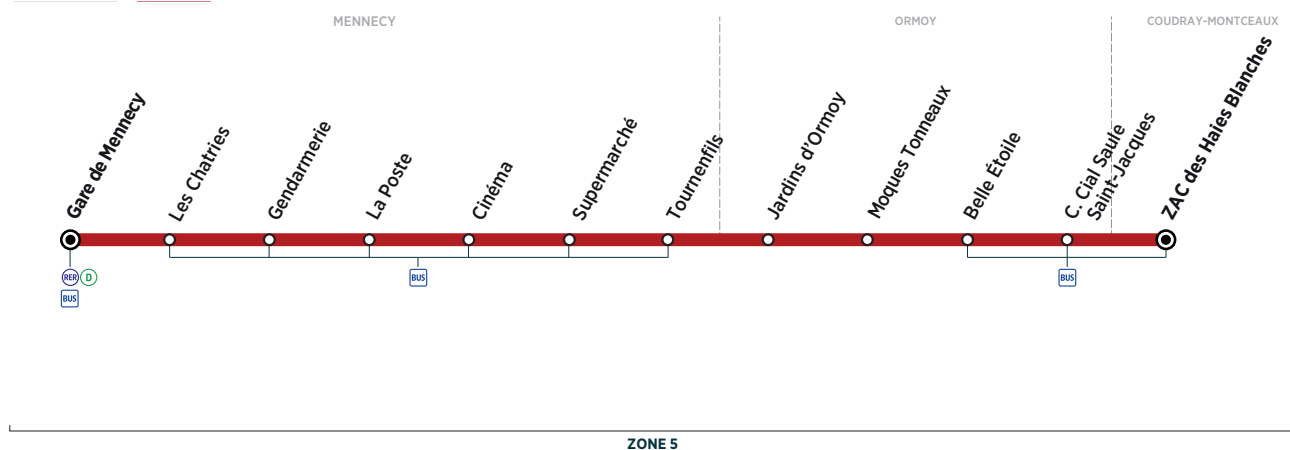 MENNECY
ORMOY
COUDRAY-MONTCEAUX
Gare de Mennecy
Les Chatries
Gendarmerie
La Poste
Cinéma
Supermarché
Tournenfils
Jardins d'Ormoy
Moques Tonneaux
Belle Étoile
C. Cial Saule
Saint-Jacques
ZAC des Haies Blanches
RER D
BUS
BUS
BUS
ZONE 5